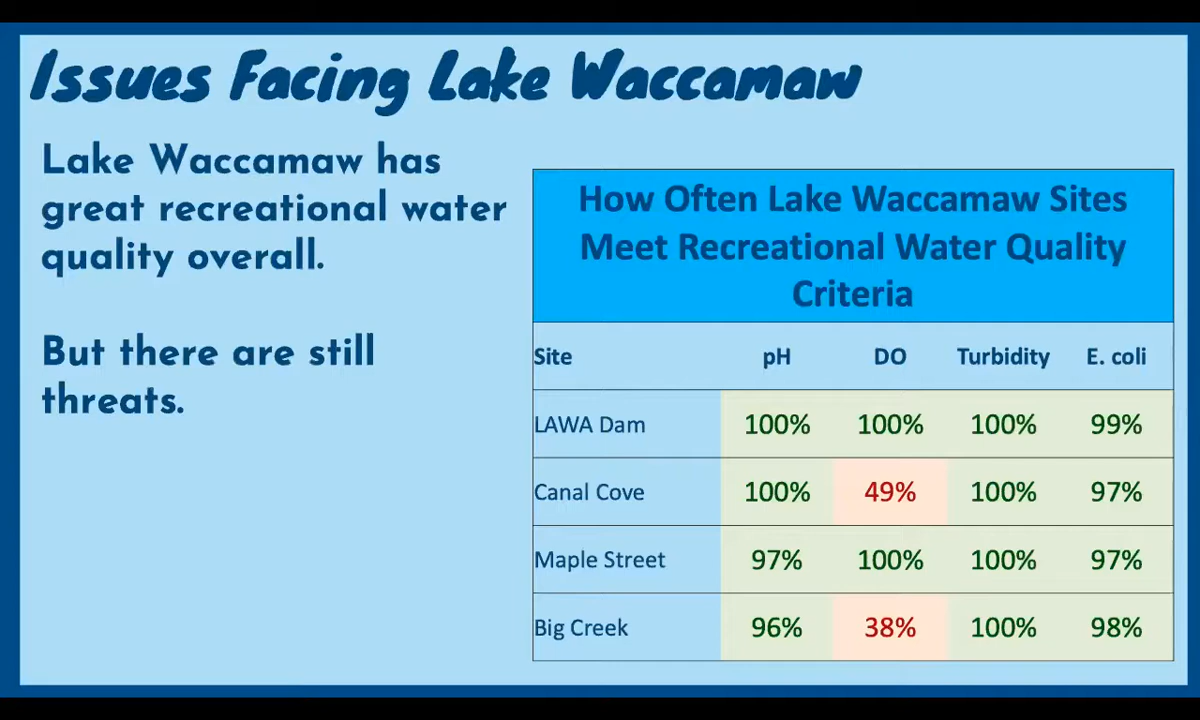 Issues Facing Lake Waccamaw
Lake Waccamaw has
great recreational water
quality overall.
But there are still
threats.
How Often Lake Waccamaw Sites
Meet Recreational Water Quality
Criteria
Site pH DO Turbidity E. coli
LAWA Dam 100% 100% 100% 99%
Canal Cove 100% 49% 100% 97%
Maple Street 97% 100% 100% 97%
Big Creek 96% 38% 100% 98%